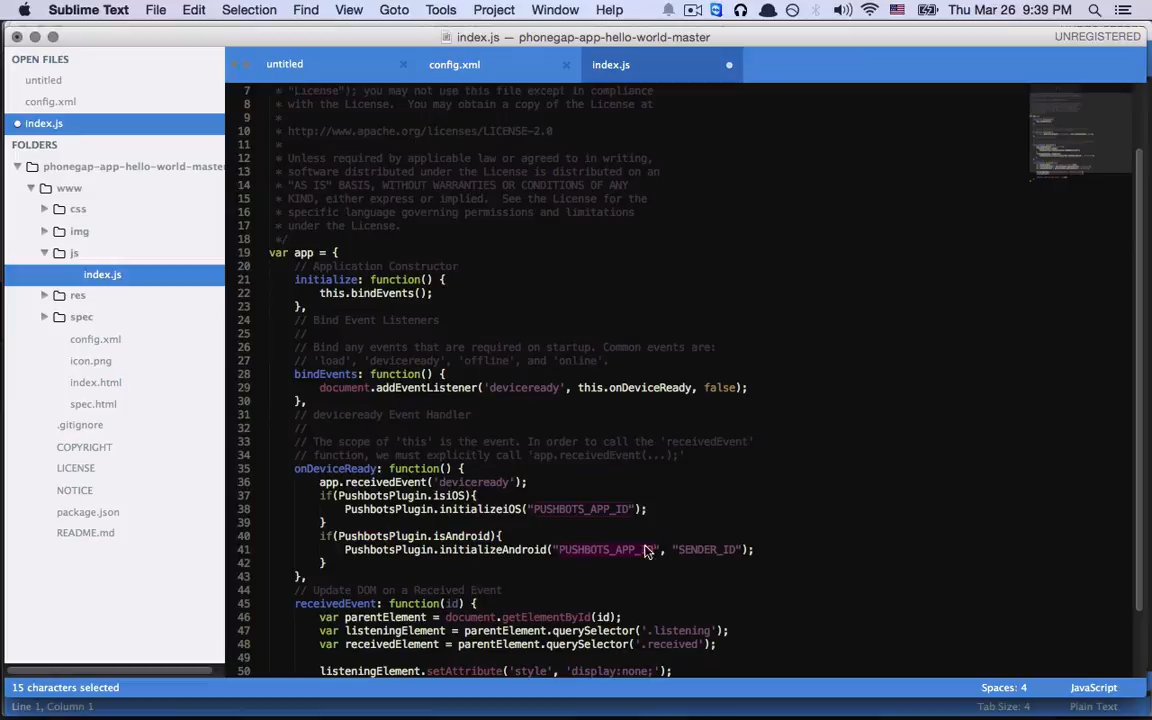 Sublime Text File Edit Selection Find View Goto Tools Project Window Help Thu Mar 26 9:39 PM
index.js — phonegap-app-hello-world-master UNREGISTERED
OPEN FILES
untitled
config.xml
index.js
FOLDERS
phonegap-app-hello-world-master
www
css
img
js
index.js
res
spec
config.xml
icon.png
index.html
spec.html
.gitignore
COPYRIGHT
LICENSE
NOTICE
package.json
README.md
untitled config.xml index.js
7 * "License"); you may not use this file except in compliance
8 * with the License. You may obtain a copy of the License at
9 *
10 * http://www.apache.org/licenses/LICENSE-2.0
11 *
12 * Unless required by applicable law or agreed to in writing,
13 * software distributed under the License is distributed on an
14 * "AS IS" BASIS, WITHOUT WARRANTIES OR CONDITIONS OF ANY
15 * KIND, either express or implied. See the License for the
16 * specific language governing permissions and limitations
17 * under the License.
18 */
19 var app = {
20 // Application Constructor
21 initialize: function() {
22 this.bindEvents();
23 },
24 // Bind Event Listeners
25 //
26 // Bind any events that are required on startup. Common events are:
27 // 'load', 'deviceready', 'offline', and 'online'.
28 bindEvents: function() {
29 document.addEventListener('deviceready', this.onDeviceReady, false);
30 },
31 // deviceready Event Handler
32 //
33 // The scope of 'this' is the event. In order to call the 'receivedEvent'
34 // function, we must explicitly call 'app.receivedEvent(...);'
35 onDeviceReady: function() {
36 app.receivedEvent('deviceready');
37 if(PushbotsPlugin.isiOS){
38 PushbotsPlugin.initializeiOS("PUSHBOTS_APP_ID");
39 }
40 if(PushbotsPlugin.isAndroid){
41 PushbotsPlugin.initializeAndroid("PUSHBOTS_APP_ID", "SENDER_ID");
42 }
43 },
44 // Update DOM on a Received Event
45 receivedEvent: function(id) {
46 var parentElement = document.getElementById(id);
47 var listeningElement = parentElement.querySelector('.listening');
48 var receivedElement = parentElement.querySelector('.received');
50 listeningElement.setAttribute('style', 'display:none;');
15 characters selected Spaces: 4 JavaScript
Line 1, Column 1 Tab Size: 4 Plain Text